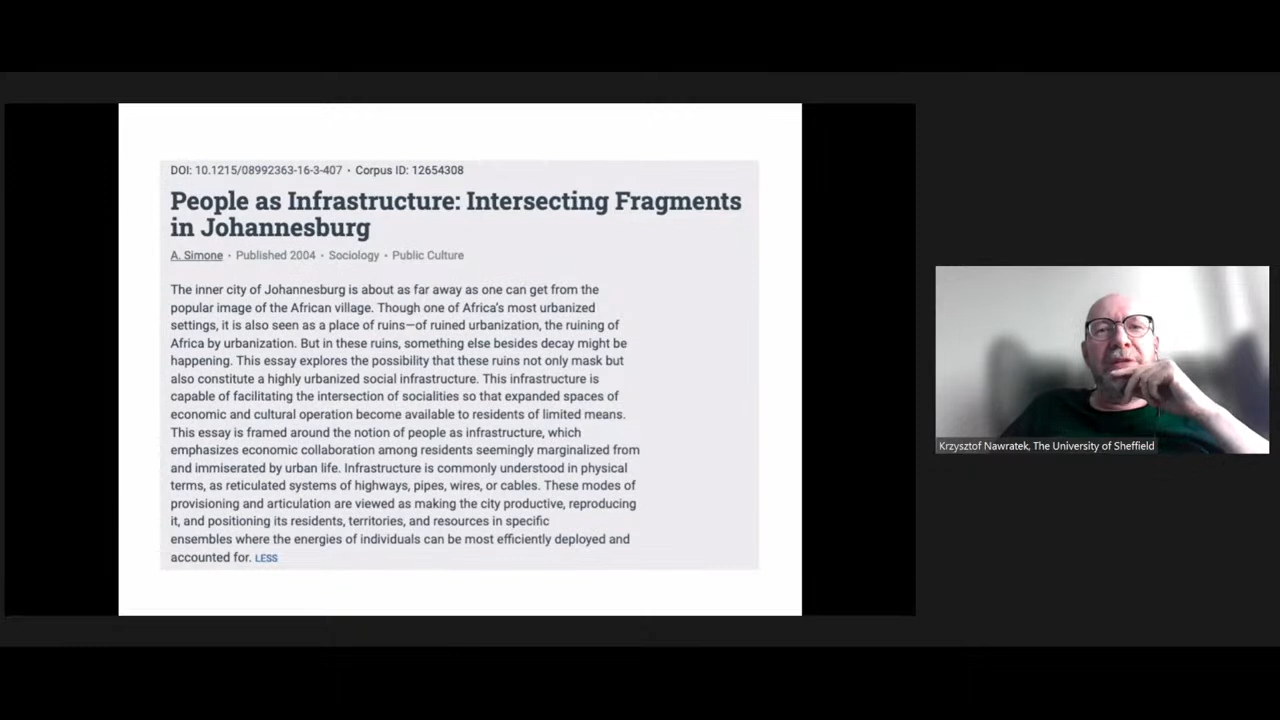 DOI: 10.1215/08992363-16-3-407 • Corpus ID: 12654308
People as Infrastructure: Intersecting Fragments
in Johannesburg
A. Simone • Published 2004 • Sociology • Public Culture
The inner city of Johannesburg is about as far away as one can get from the
popular image of the African village. Though one of Africa's most urbanized
settings, it is also seen as a place of ruins—of ruined urbanization, the ruining of
Africa by urbanization. But in these ruins, something else besides decay might be
happening. This essay explores the possibility that these ruins not only mask but
also constitute a highly urbanized social infrastructure. This infrastructure is
capable of facilitating the intersection of socialities so that expanded spaces of
economic and cultural operation become available to residents of limited means.
This essay is framed around the notion of people as infrastructure, which
emphasizes economic collaboration among residents seemingly marginalized from
and immiserated by urban life. Infrastructure is commonly understood in physical
terms, as reticulated systems of highways, pipes, wires, or cables. These modes of
provisioning and articulation are viewed as making the city productive, reproducing
it, and positioning its residents, territories, and resources in specific
ensembles where the energies of individuals can be most efficiently deployed and
accounted for. LESS
Krzysztof Nawratek, The University of Sheffield